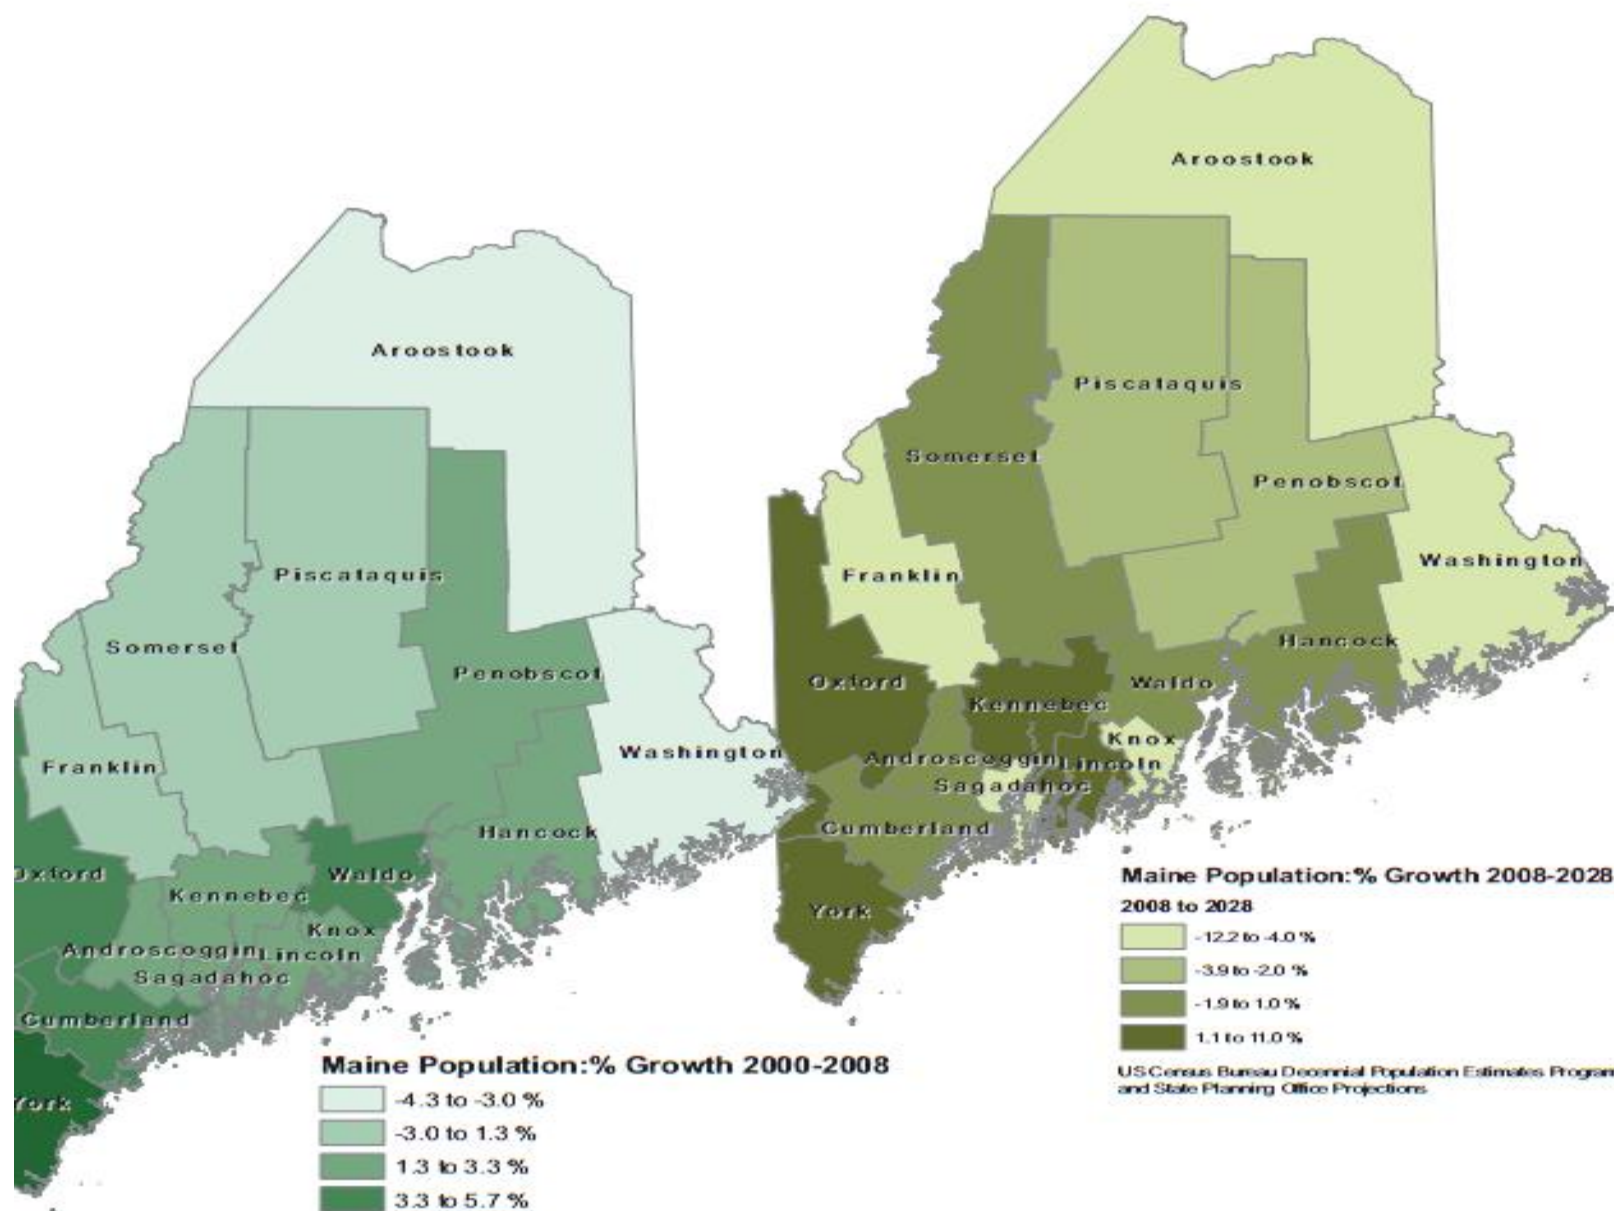 Aroostook
Piscataquis
Somerset
Penobscot
Franklin
Washington
Hancock
Oxford
Waldo
Kennebec
Knox
Androscoggin
Lincoln
Sagadahoc
Cumberland
York
Maine Population:% Growth 2000-2008
-4.3 to -3.0 %
-3.0 to 1.3 %
1.3 to 3.3 %
3.3 to 5.7 %
Aroostook
Piscataquis
Somerset
Penobscot
Franklin
Washington
Hancock
Oxford
Waldo
Kennebec
Knox
Androscoggin
Lincoln
Sagadahoc
Cumberland
York
Maine Population:% Growth 2008-2028
2008 to 2028
-12.2 to -4.0 %
-3.9 to -2.0 %
-1.9 to 1.0 %
1.1 to 11.0 %
US Census Bureau Decennial Population Estimates Program
and State Planning Office Projections